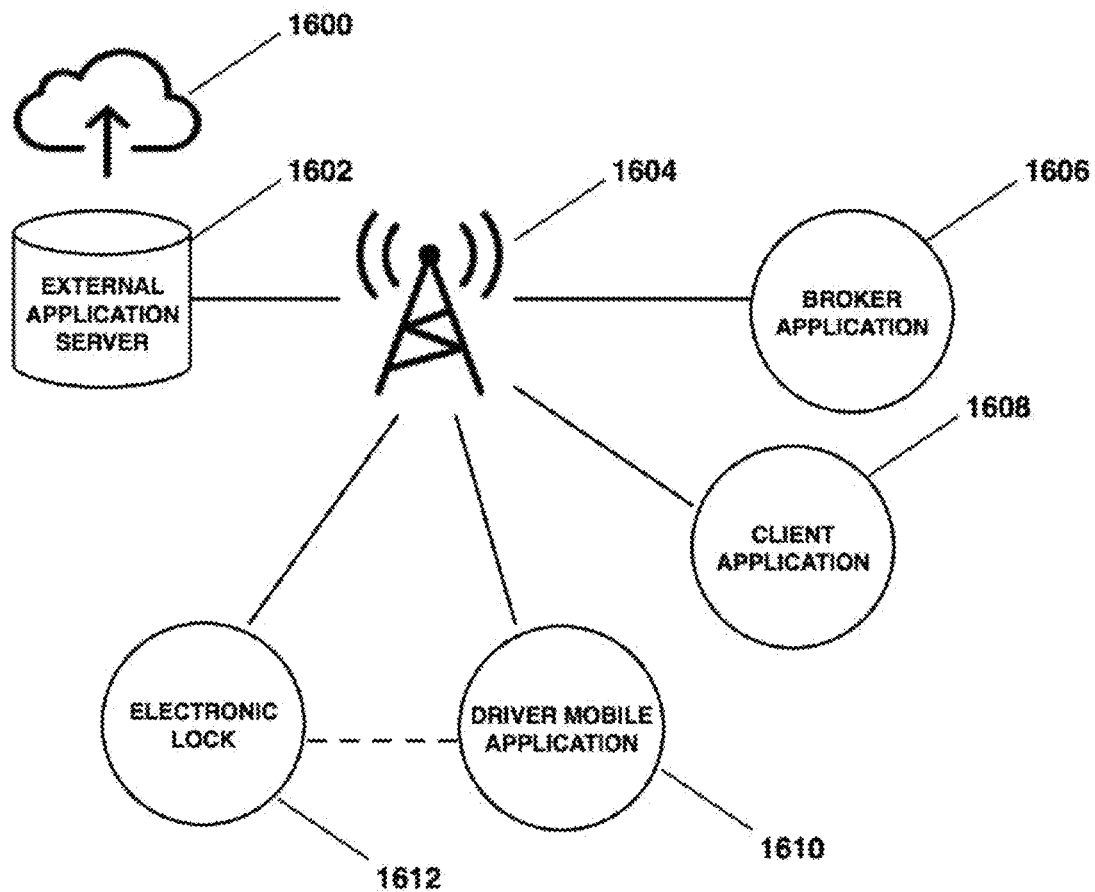 1600
1602
1604
1606
EXTERNAL
APPLICATION
SERVER
BROKER
APPLICATION
1608
CLIENT
APPLICATION
ELECTRONIC
LOCK
DRIVER MOBILE
APPLICATION
1610
1612